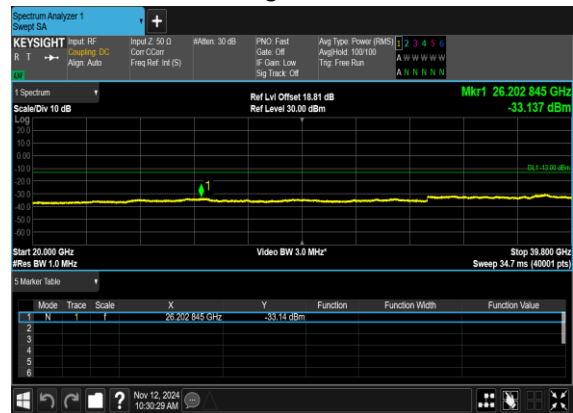 Spectrum Analyzer 1
Swept SA
+
KEYSIGHT Input: RF Input Z: 50 Ω #Atten: 30 dB PNO: Fast Avg Type: Power (RMS) 1 2 3 4 5 6
R T Coupling: DC Corr CCorr Gate: Off Avg|Hold: 100/100 A W W W W W
Align: Auto Freq Ref: Int (S) IF Gain: Low Trig: Free Run
LW Sig Track: Off A N N N N N
1 Spectrum Ref Lvl Offset 18.81 dB Mkr1 26.202 845 GHz
Scale/Div 10 dB Ref Level 30.00 dBm -33.137 dBm
Log
20.0
10.0
0.00
-10.0 DL1 -13.00 dBm
-20.0
1
-30.0
-40.0
-50.0
-60.0
Start 20.000 GHz Video BW 3.0 MHz* Stop 39.800 GHz
#Res BW 1.0 MHz Sweep 34.7 ms (40001 pts)
5 Marker Table
Mode Trace Scale X Y Function Function Width Function Value
1 N 1 f 26.202 845 GHz -33.14 dBm
2
3
4
5
6
? Nov 12, 2024
10:30:29 AM